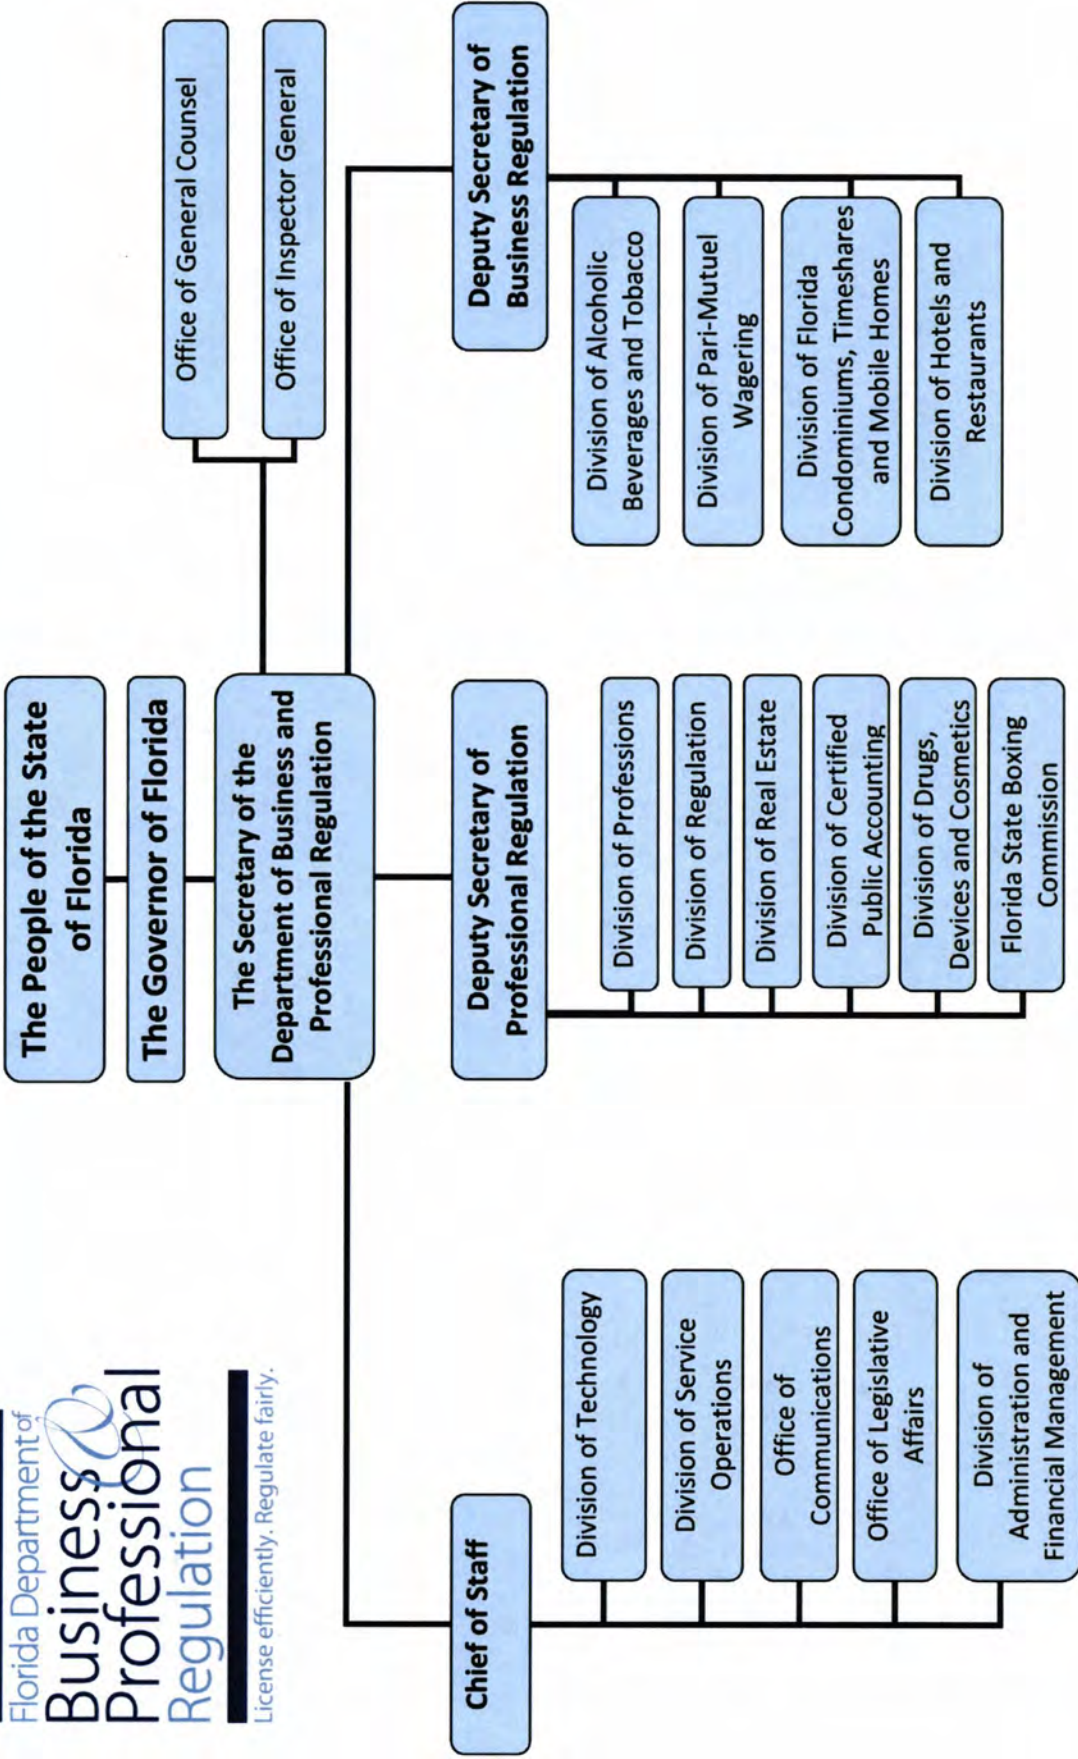 Florida Department of
Business &
Professional
Regulation
License efficiently. Regulate fairly.
The People of the State
of Florida
The Governor of Florida
The Secretary of the
Department of Business and
Professional Regulation
Office of General Counsel
Office of Inspector General
Chief of Staff
Division of Technology
Division of Service
Operations
Office of
Communications
Office of Legislative
Affairs
Division of
Administration and
Financial Management
Deputy Secretary of
Professional Regulation
Division of Professions
Division of Regulation
Division of Real Estate
Division of Certified
Public Accounting
Division of Drugs,
Devices and Cosmetics
Florida State Boxing
Commission
Deputy Secretary of
Business Regulation
Division of Alcoholic
Beverages and Tobacco
Division of Pari-Mutuel
Wagering
Division of Florida
Condominiums, Timeshares
and Mobile Homes
Division of Hotels and
Restaurants